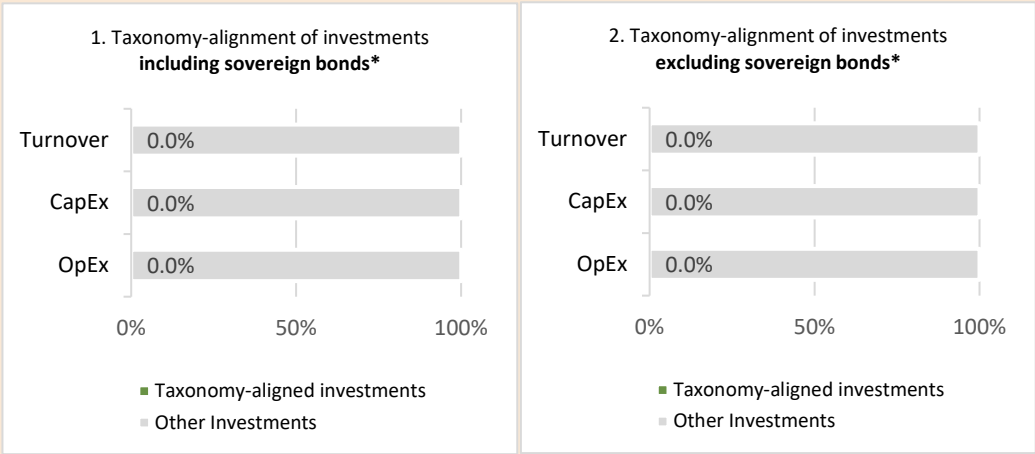 1. Taxonomy-alignment of investments
including sovereign bonds*
Turnover
0.0%
CapEx
0.0%
OpEx
0.0%
0%
50%
100%
Taxonomy-aligned investments
Other Investments
2. Taxonomy-alignment of investments
excluding sovereign bonds*
Turnover
0.0%
CapEx
0.0%
OpEx
0.0%
0%
50%
100%
Taxonomy-aligned investments
Other Investments